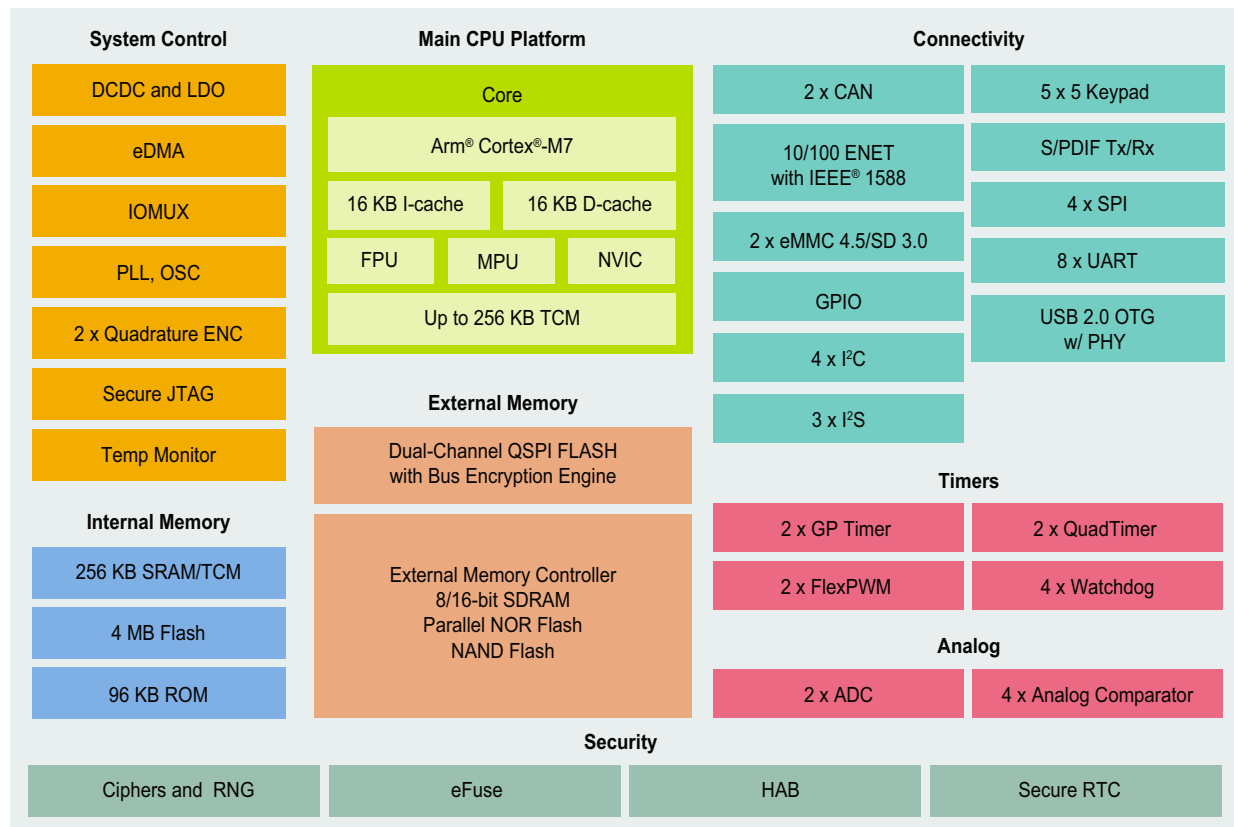 System Control
DCDC and LDO
eDMA
IOMUX
PLL, OSC
2 x Quadrature ENC
Secure JTAG
Temp Monitor
Internal Memory
256 KB SRAM/TCM
4 MB Flash
96 KB ROM
Main CPU Platform
Core
Arm® Cortex®-M7
16 KB I-cache
16 KB D-cache
FPU
MPU
NVIC
Up to 256 KB TCM
External Memory
Dual-Channel QSPI FLASH
with Bus Encryption Engine
External Memory Controller
8/16-bit SDRAM
Parallel NOR Flash
NAND Flash
Connectivity
2 x CAN
10/100 ENET
with IEEE® 1588
2 x eMMC 4.5/SD 3.0
GPIO
4 x I²C
3 x I²S
5 x 5 Keypad
S/PDIF Tx/Rx
4 x SPI
8 x UART
USB 2.0 OTG
w/ PHY
Timers
2 x GP Timer
2 x QuadTimer
2 x FlexPWM
4 x Watchdog
Analog
2 x ADC
4 x Analog Comparator
Security
Ciphers and RNG
eFuse
HAB
Secure RTC